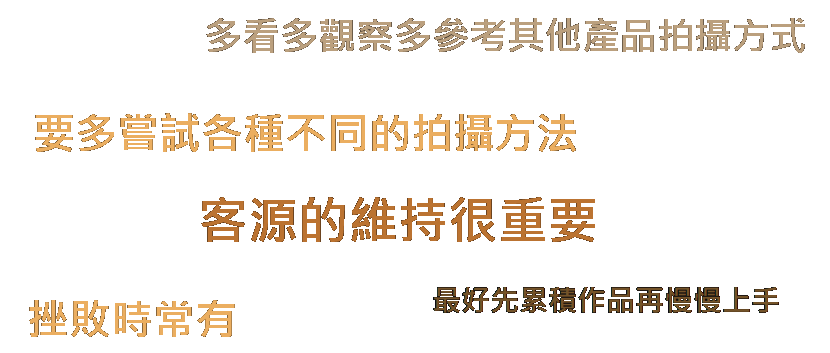 多看多觀察多參考其他產品拍攝方式
要多嘗試各種不同的拍攝方法
客源的維持很重要
最好先累積作品再慢慢上手
挫敗時常有